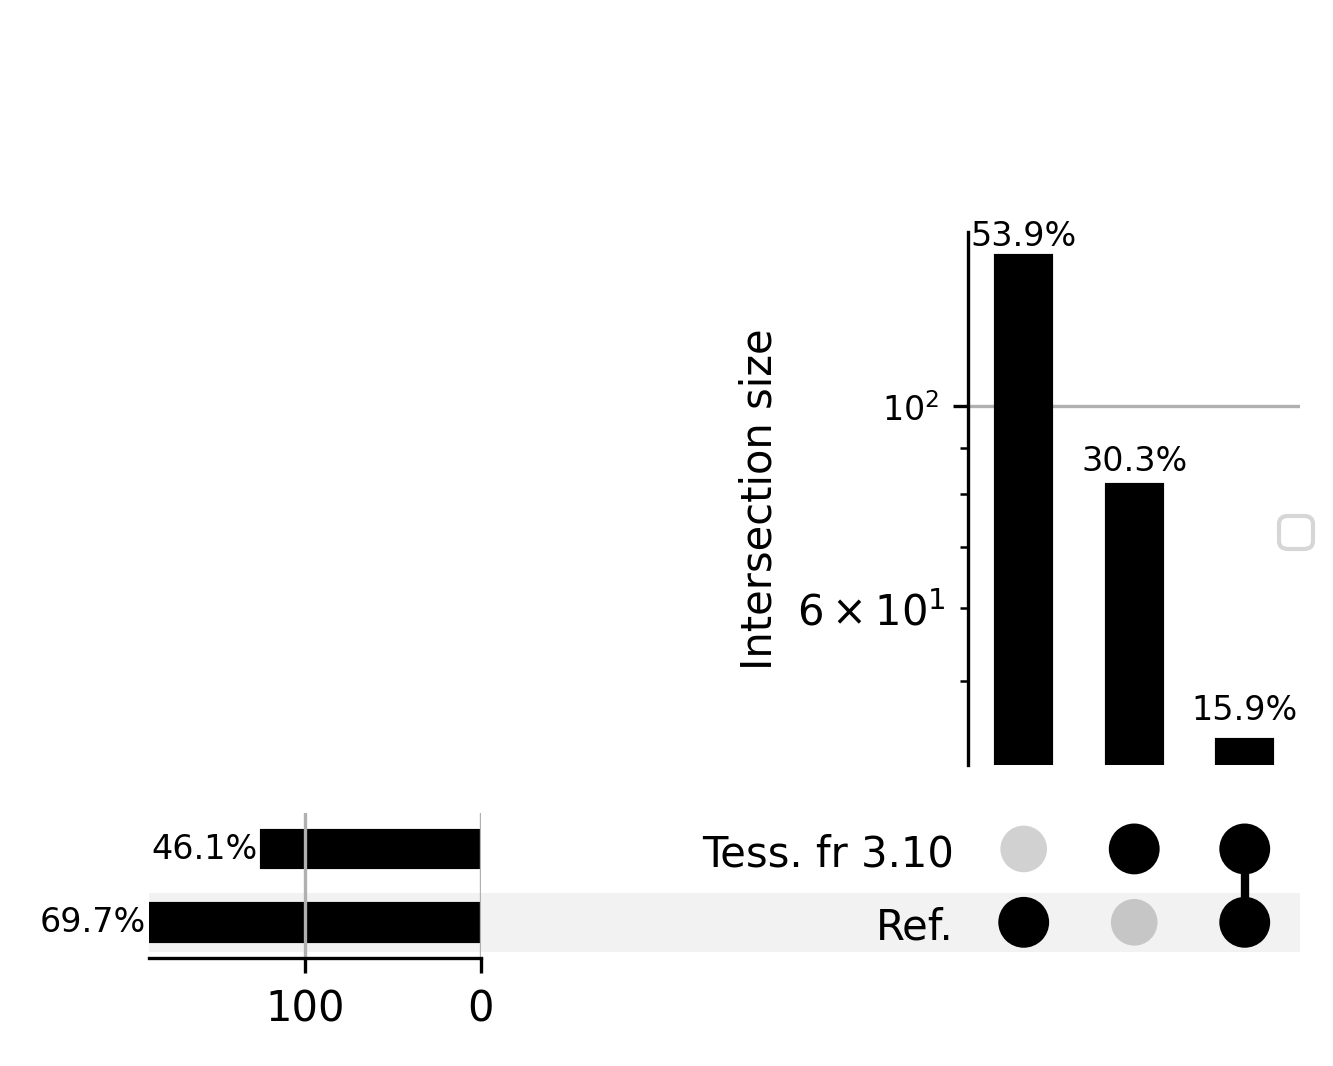 53.9%
10²
30.3%
Intersection size
6 × 10¹
15.9%
46.1%
Tess. fr 3.10
69.7%
Ref.
100
0